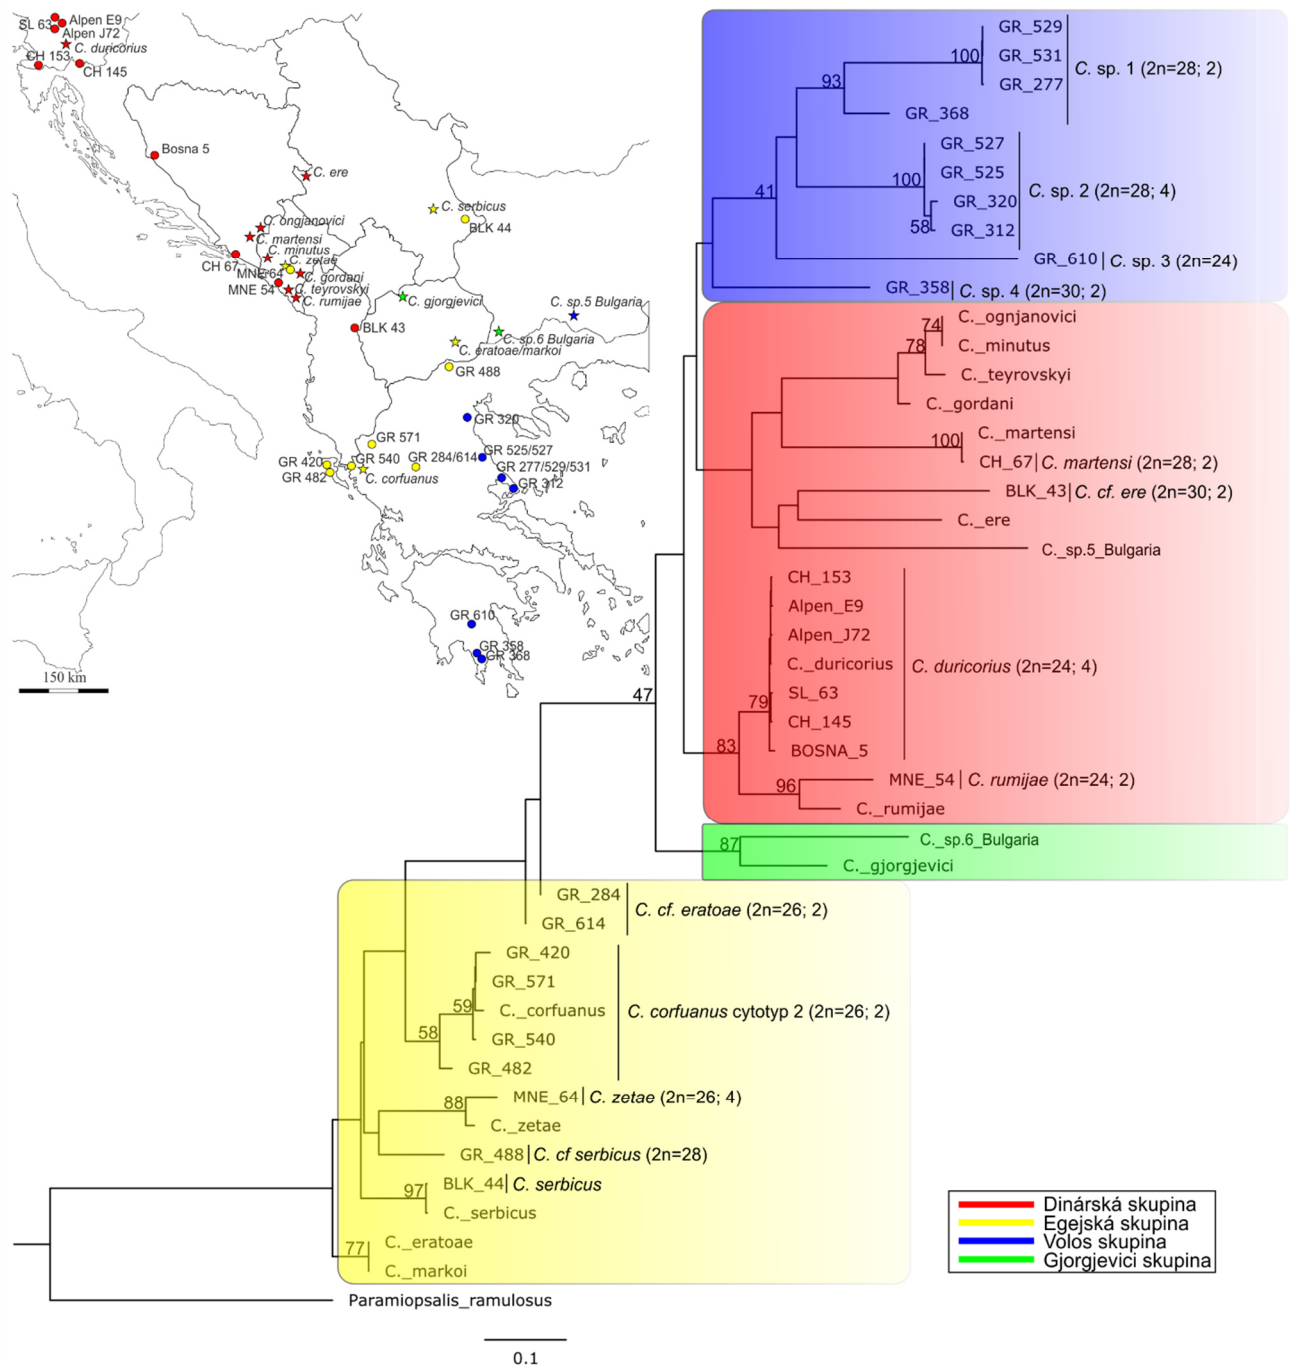 SL 63
Alpen E9
Alpen J72
C. duricorius
CH 153
CH 145
Bosna 5
C. ere
C. serbicus
BLK 44
C. ongjanovici
C. martensi
C. minutus
CH 67
C. zetae
MNE 64
C. gordani
MNE 54
C. teyrovskyi
C. rumijae
C. gjorgjevici
C. sp.5 Bulgaria
BLK 43
C. sp.6 Bulgaria
C. eratoae/markoi
GR 488
GR 320
GR 571
GR 525/527
GR 420
GR 540
GR 284/614
GR 277/529/531
GR 482
C. corfuanus
GR 312
GR 610
GR 358
GR 368
150 km
GR_529
100
GR_531
C. sp. 1 (2n=28; 2)
93
GR_277
GR_368
GR_527
GR_525
100
41
C. sp. 2 (2n=28; 4)
GR_320
58
GR_312
GR_610
C. sp. 3 (2n=24)
GR_358
C. sp. 4 (2n=30; 2)
C._ognjanovici
74
78
C._minutus
C._teyrovskyi
C._gordani
C._martensi
100
CH_67
C. martensi (2n=28; 2)
BLK_43
C. cf. ere (2n=30; 2)
C._ere
C._sp.5_Bulgaria
CH_153
Alpen_E9
Alpen_J72
C._duricorius
C. duricorius (2n=24; 4)
SL_63
79
CH_145
83
BOSNA_5
MNE_54
C. rumijae (2n=24; 2)
96
C._rumijae
47
87
C._sp.6_Bulgaria
C._gjorgjevici
GR_284
C. cf. eratoae (2n=26; 2)
GR_614
GR_420
GR_571
59
C._corfuanus
C. corfuanus cytotyp 2 (2n=26; 2)
58
GR_540
GR_482
88
MNE_64
C. zetae (2n=26; 4)
C._zetae
GR_488
C. cf serbicus (2n=28)
97
BLK_44
C. serbicus
C._serbicus
77
C._eratoae
C._markoi
Paramiopsalis_ramulosus
0.1
Dinárská skupina
Egejská skupina
Volos skupina
Gjorgjevici skupina